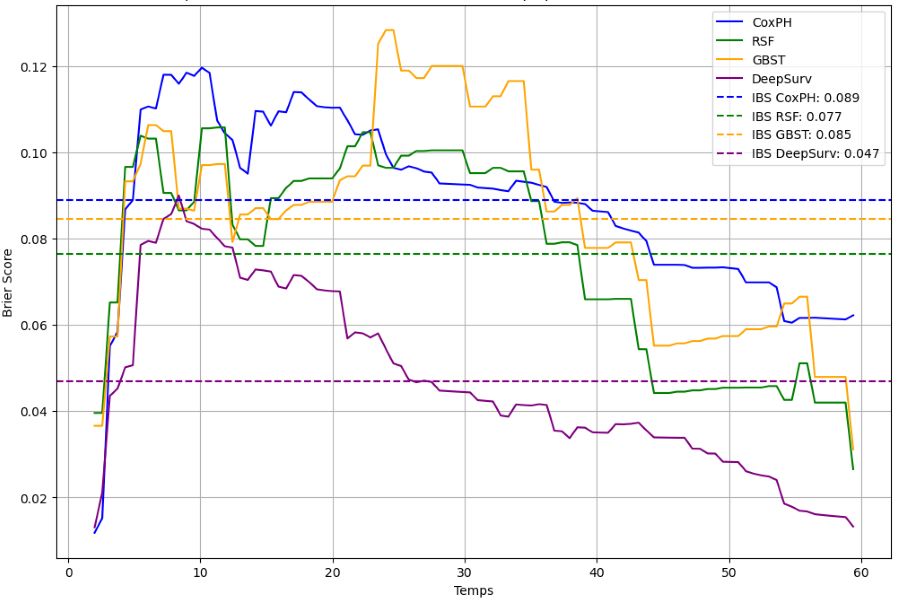 CoxPH
RSF
GBST
DeepSurv
IBS CoxPH: 0.089
IBS RSF: 0.077
IBS GBST: 0.085
IBS DeepSurv: 0.047
Brier Score
0.12
0.10
0.08
0.06
0.04
0.02
0 10 20 30 40 50 60
Temps